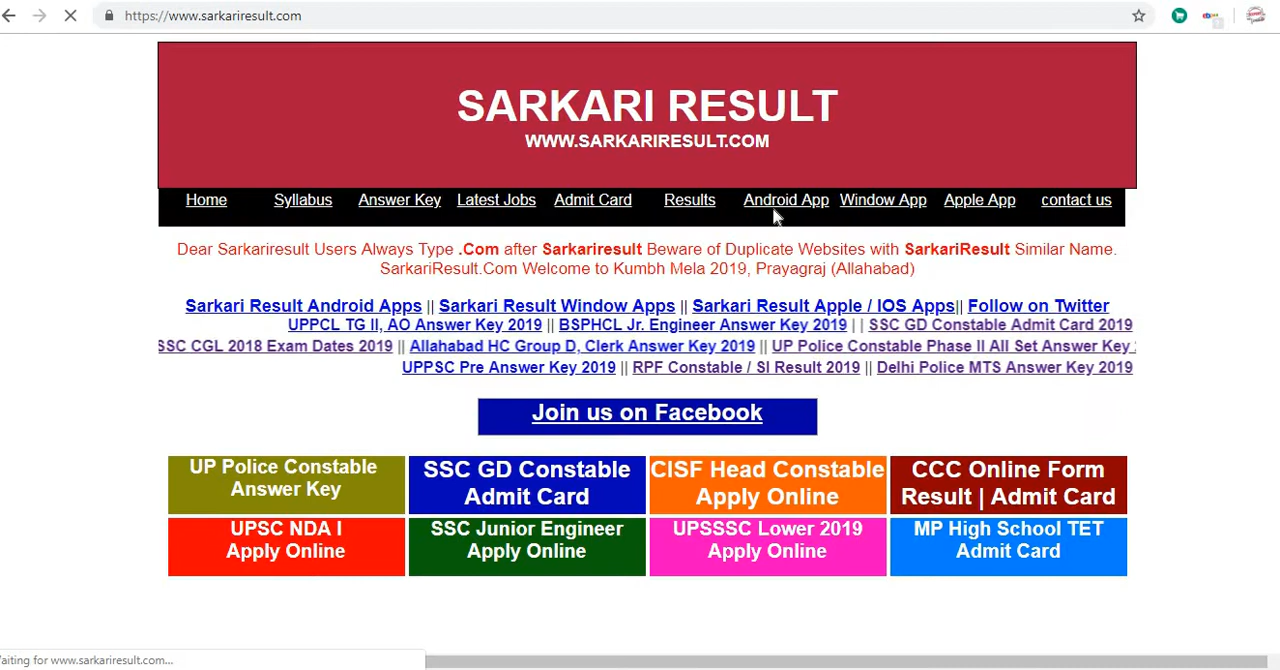 https://www.sarkariresult.com
SARKARI RESULT
WWW.SARKARIRESULT.COM
Home Syllabus Answer Key Latest Jobs Admit Card Results Android App Window App Apple App contact us
Dear Sarkariresult Users Always Type .Com after Sarkariresult Beware of Duplicate Websites with SarkariResult Similar Name.
SarkariResult.Com Welcome to Kumbh Mela 2019, Prayagraj (Allahabad)
Sarkari Result Android Apps || Sarkari Result Window Apps || Sarkari Result Apple / IOS Apps|| Follow on Twitter
UPPCL TG II, AO Answer Key 2019 || BSPHCL Jr. Engineer Answer Key 2019 || SSC GD Constable Admit Card 2019
SSC CGL 2018 Exam Dates 2019 || Allahabad HC Group D, Clerk Answer Key 2019 || UP Police Constable Phase II All Set Answer Key
UPPSC Pre Answer Key 2019 || RPF Constable / SI Result 2019 || Delhi Police MTS Answer Key 2019
Join us on Facebook
UP Police Constable
Answer Key
SSC GD Constable
Admit Card
CISF Head Constable
Apply Online
CCC Online Form
Result | Admit Card
UPSC NDA I
Apply Online
SSC Junior Engineer
Apply Online
UPSSSC Lower 2019
Apply Online
MP High School TET
Admit Card
aiting for www.sarkariresult.com...